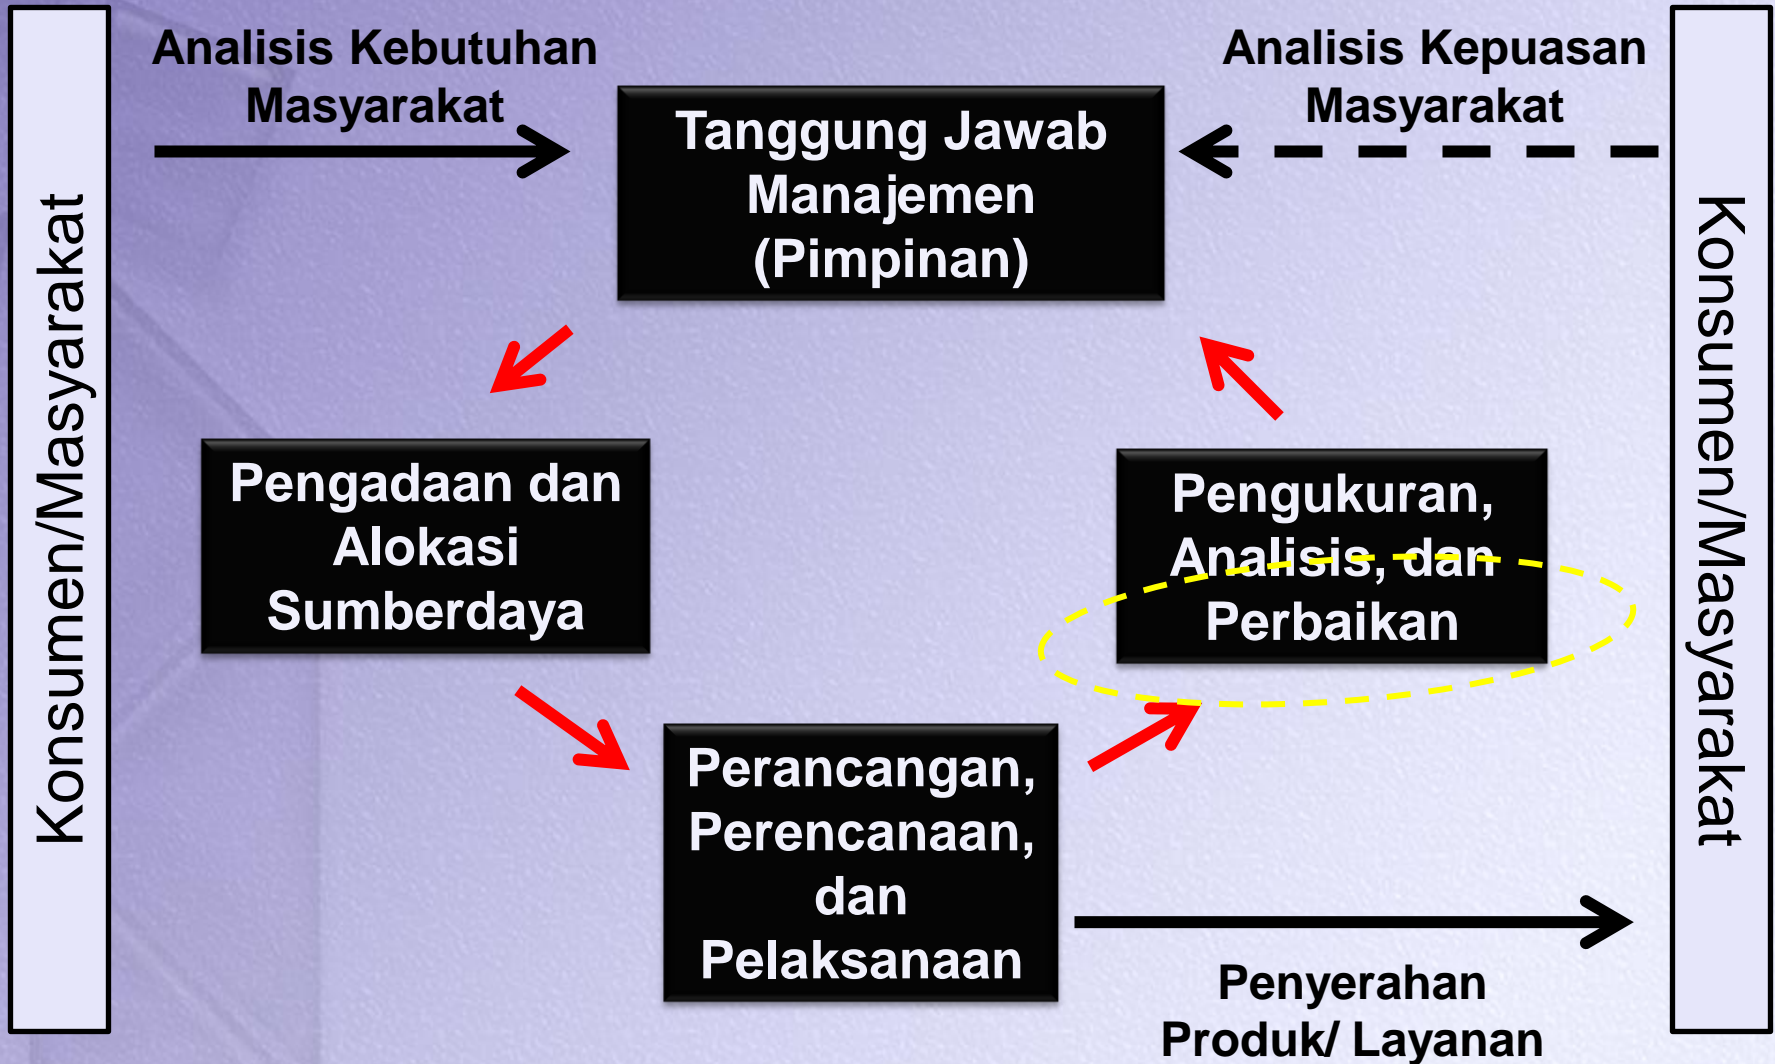 Konsumen/Masyarakat
Analisis Kebutuhan
Masyarakat
Tanggung Jawab
Manajemen
(Pimpinan)
Analisis Kepuasan
Masyarakat
Konsumen/Masyarakat
Pengadaan dan
Alokasi
Sumberdaya
Pengukuran,
Analisis, dan
Perbaikan
Perancangan,
Perencanaan,
dan
Pelaksanaan
Penyerahan
Produk/ Layanan